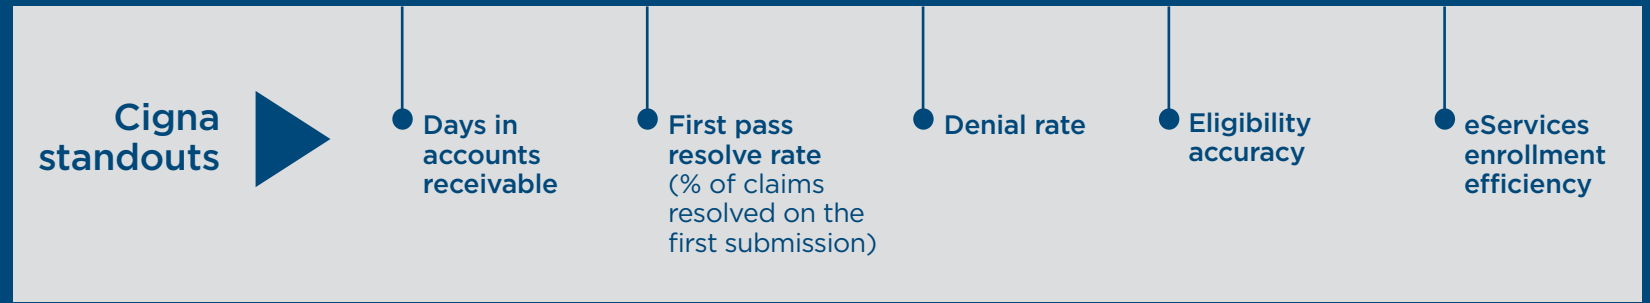 Cigna
standouts
Days in
accounts
receivable
First pass
resolve rate
(% of claims
resolved on the
first submission)
Denial rate
Eligibility
accuracy
eServices
enrollment
efficiency